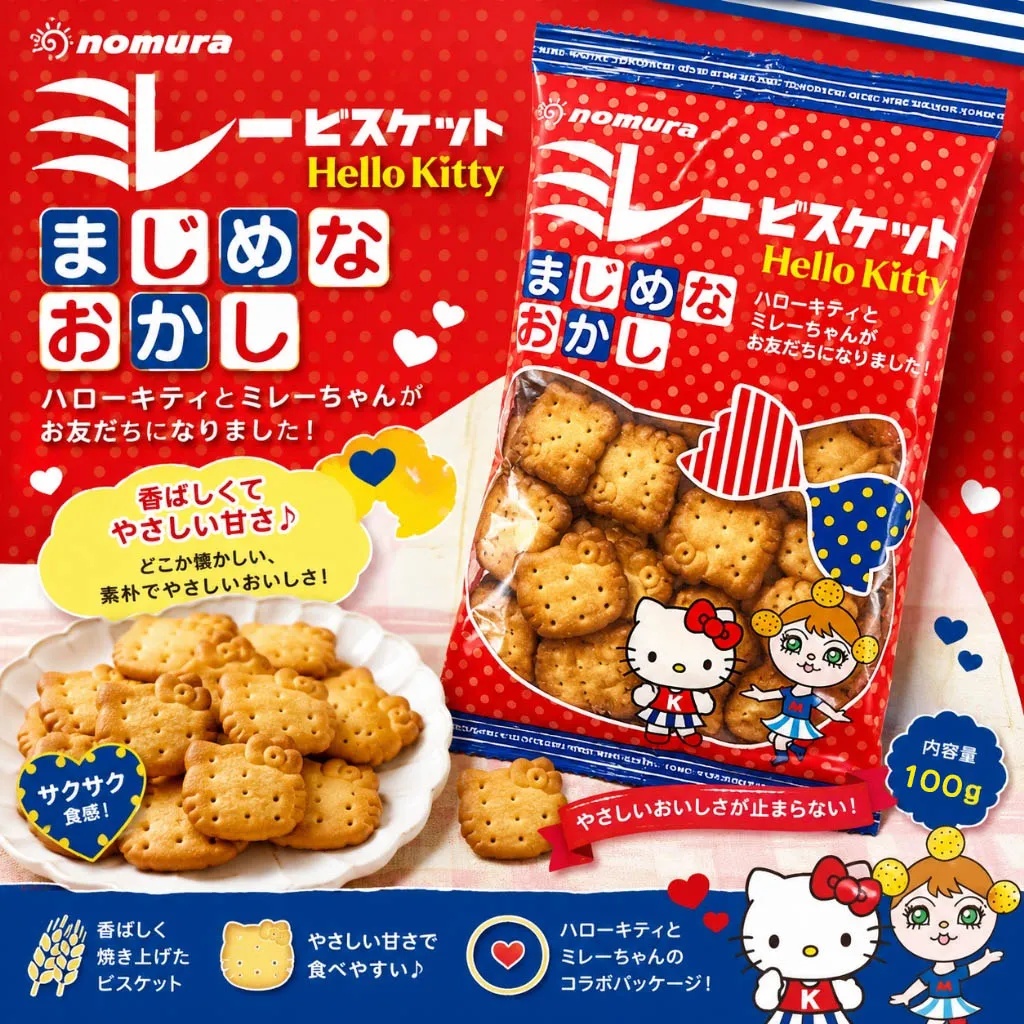 nomura
ミレービスケット
Hello Kitty
まじめな
おかし
ハローキティとミレーちゃんが
お友だちになりました!
香ばしくて
やさしい甘さ♪
どこか懐かしい、
素朴でやさしいおいしさ!
サクサク
食感!
nomura
ミレービスケット
Hello Kitty
まじめな
おかし
ハローキティと
ミレーちゃんが
お友だちになりました!
K
M
やさしいおいしさが止まらない!
内容量
100g
香ばしく
焼き上げた
ビスケット
やさしい甘さで
食べやすい♪
ハローキティと
ミレーちゃんの
コラボパッケージ!
K
M